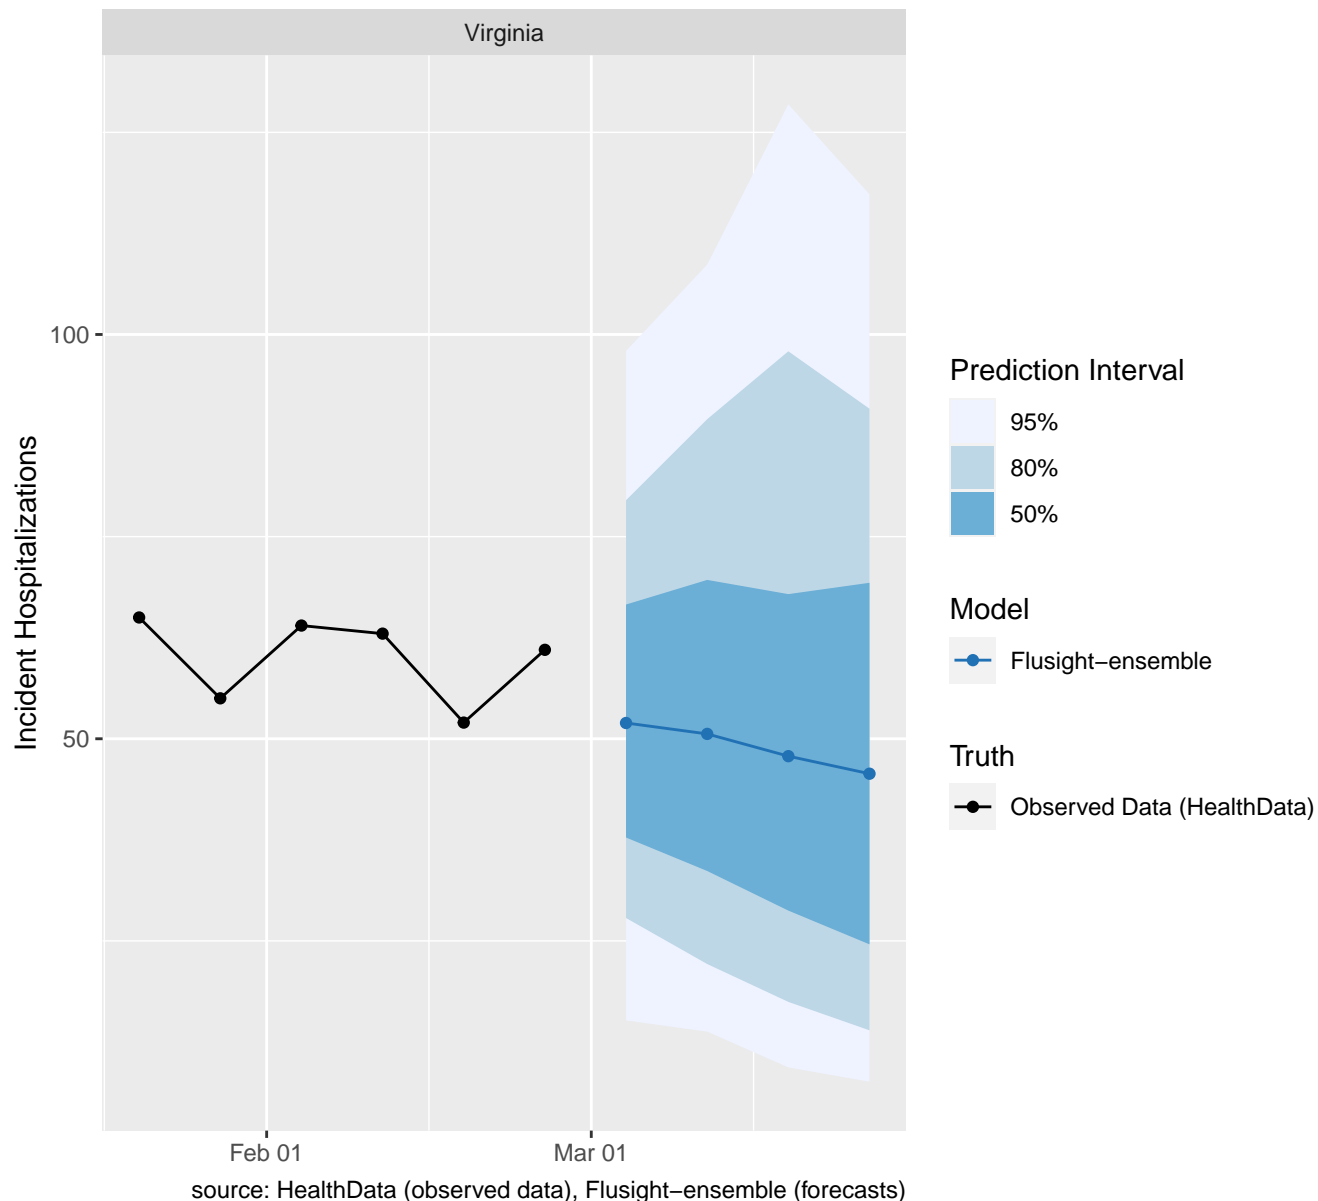 Virginia
Incident Hospitalizations
100
50
Feb 01
Mar 01
source: HealthData (observed data), Flusight−ensemble (forecasts)
Prediction Interval
95%
80%
50%
Model
Flusight−ensemble
Truth
Observed Data (HealthData)